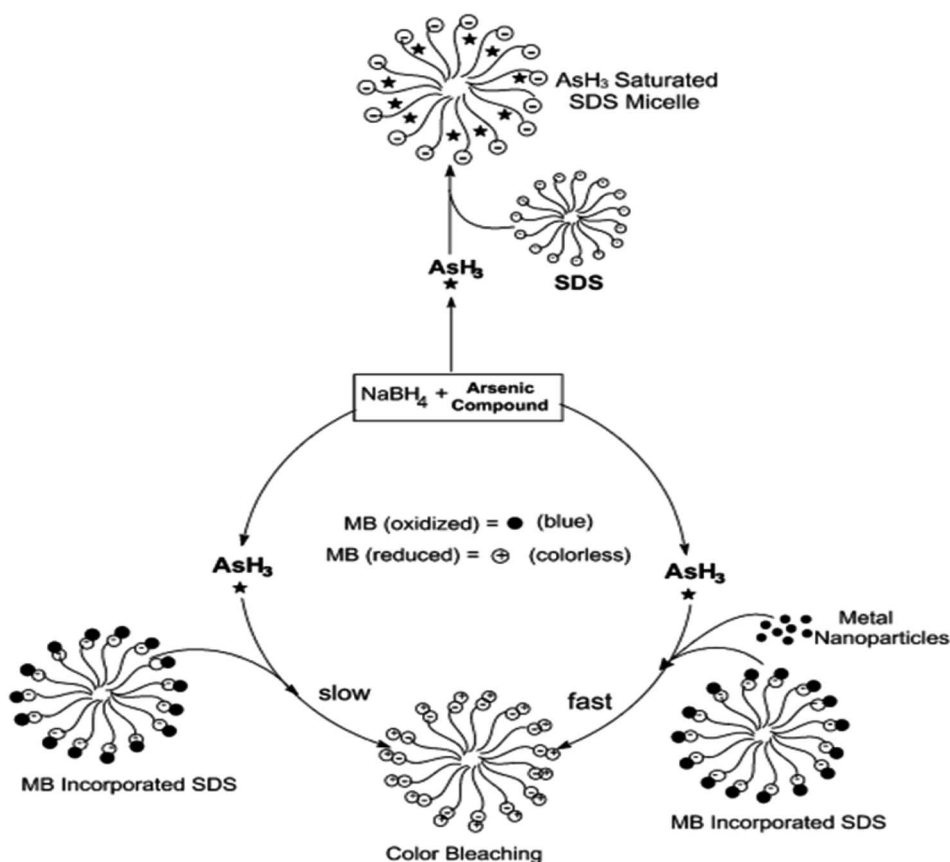 AsH₃ Saturated
SDS Micelle
AsH₃
SDS
NaBH₄ + Arsenic
Compound
MB (oxidized) = (blue)
MB (reduced) = (colorless)
AsH₃
AsH₃
Metal
Nanoparticles
slow
fast
MB Incorporated SDS
MB Incorporated SDS
Color Bleaching